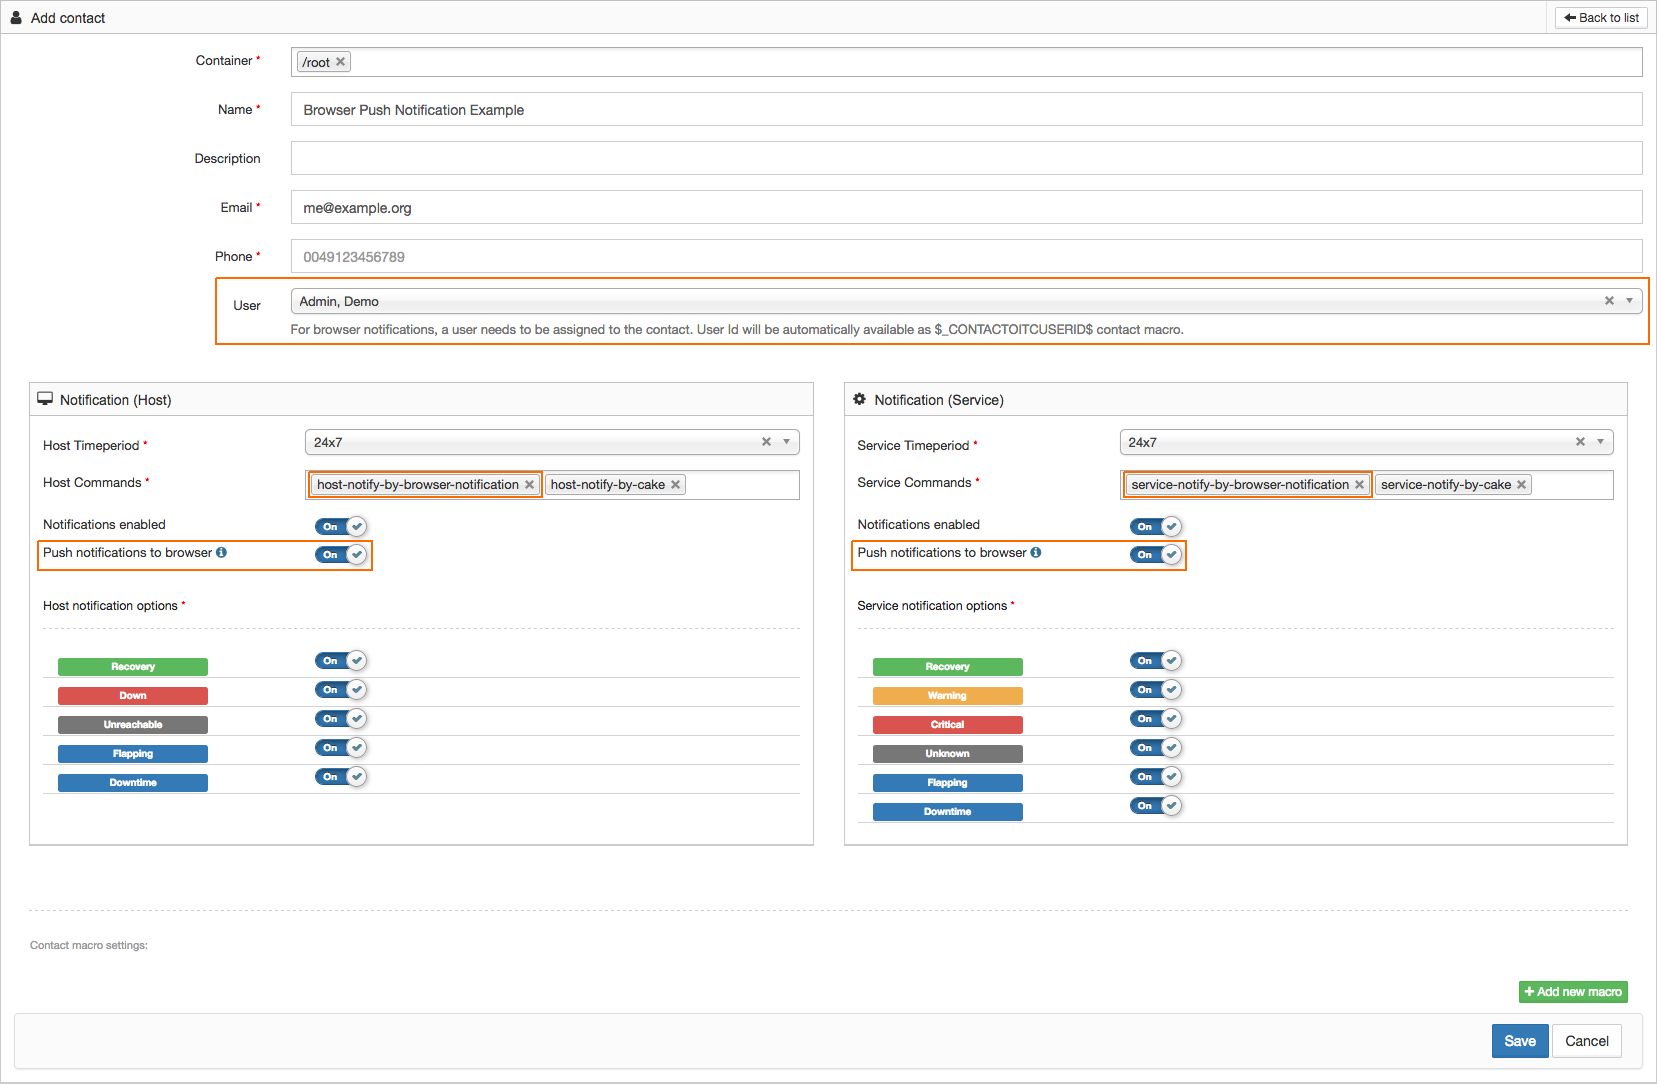 Add contact
Back to list
Container *
/root
Name *
Browser Push Notification Example
Description
Email *
me@example.org
Phone *
0049123456789
User
Admin, Demo
For browser notifications, a user needs to be assigned to the contact. User Id will be automatically available as $_CONTACTOITCUSERID$ contact macro.
Notification (Host)
Host Timeperiod *
24x7
Host Commands *
host-notify-by-browser-notification
host-notify-by-cake
Notifications enabled
On
Push notifications to browser
On
Host notification options *
Recovery
On
Down
On
Unreachable
On
Flapping
On
Downtime
On
Notification (Service)
Service Timeperiod *
24x7
Service Commands *
service-notify-by-browser-notification
service-notify-by-cake
Notifications enabled
On
Push notifications to browser
On
Service notification options *
Recovery
On
Warning
On
Critical
On
Unknown
On
Flapping
On
Downtime
On
Contact macro settings:
+ Add new macro
Save
Cancel